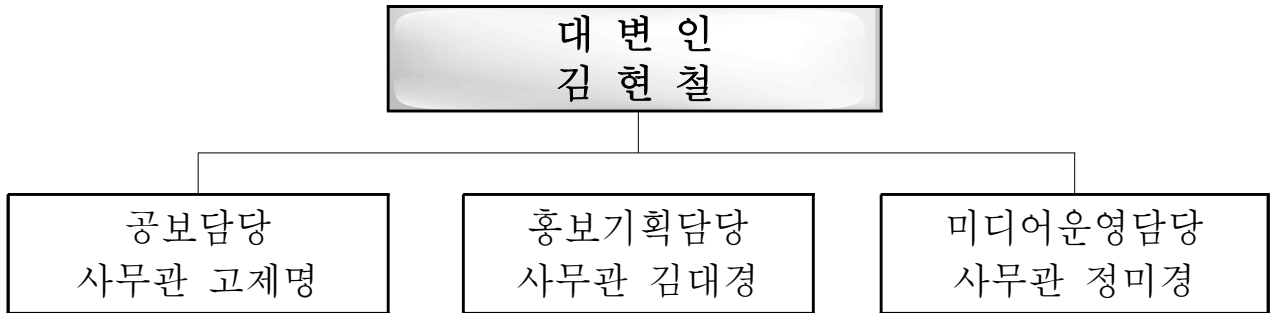 대 변 인
김 현 철
공보담당
사무관 고제명
홍보기획담당
사무관 김대경
미디어운영담당
사무관 정미경